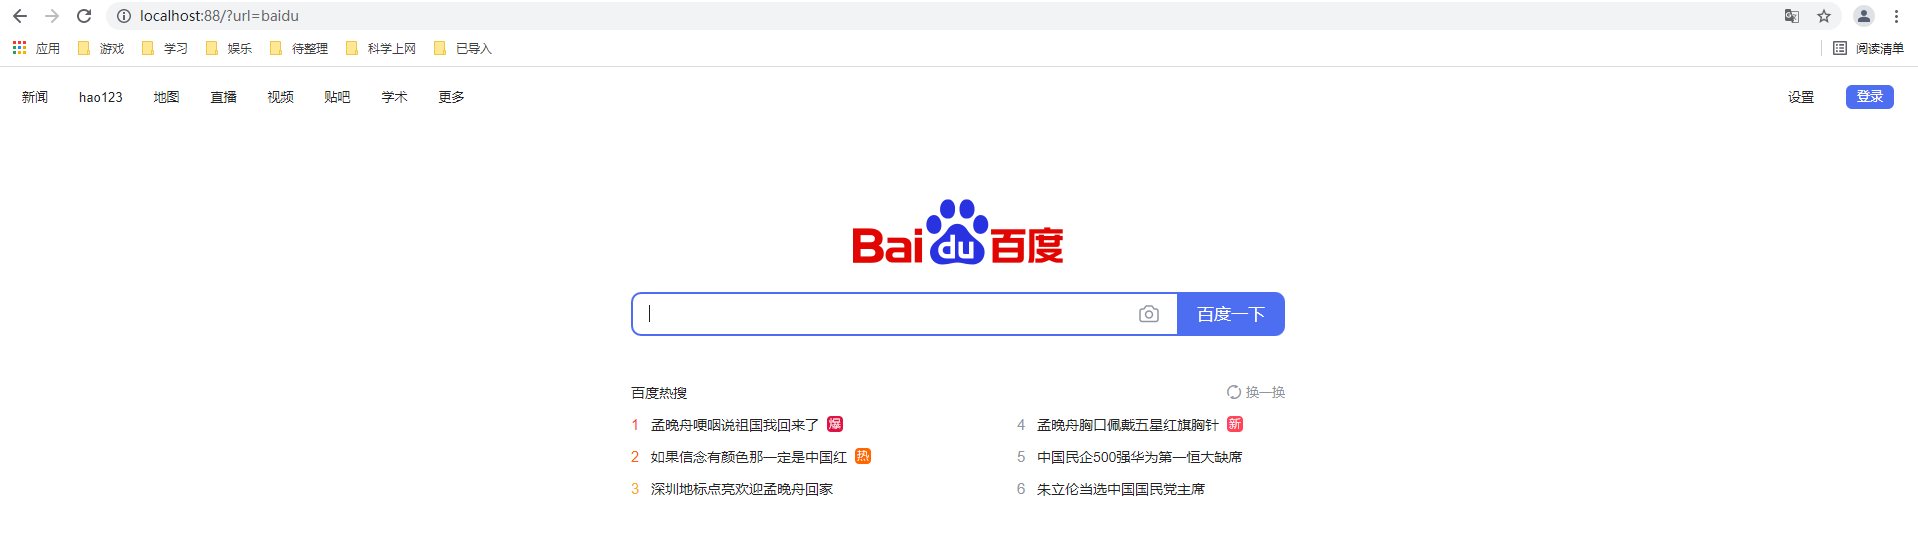 localhost:88/?url=baidu
应用 游戏 学习 娱乐 待整理 科学上网 已导入 阅读清单
新闻 hao123 地图 直播 视频 贴吧 学术 更多 设置 登录
Bai du 百度
百度一下
百度热搜 换一换
1 孟晚舟哽咽说祖国我回来了 爆
4 孟晚舟胸口佩戴五星红旗胸针 新
2 如果信念有颜色那一定是中国红 热
5 中国民企500强华为第一恒大缺席
3 深圳地标点亮欢迎孟晚舟回家
6 朱立伦当选中国国民党主席